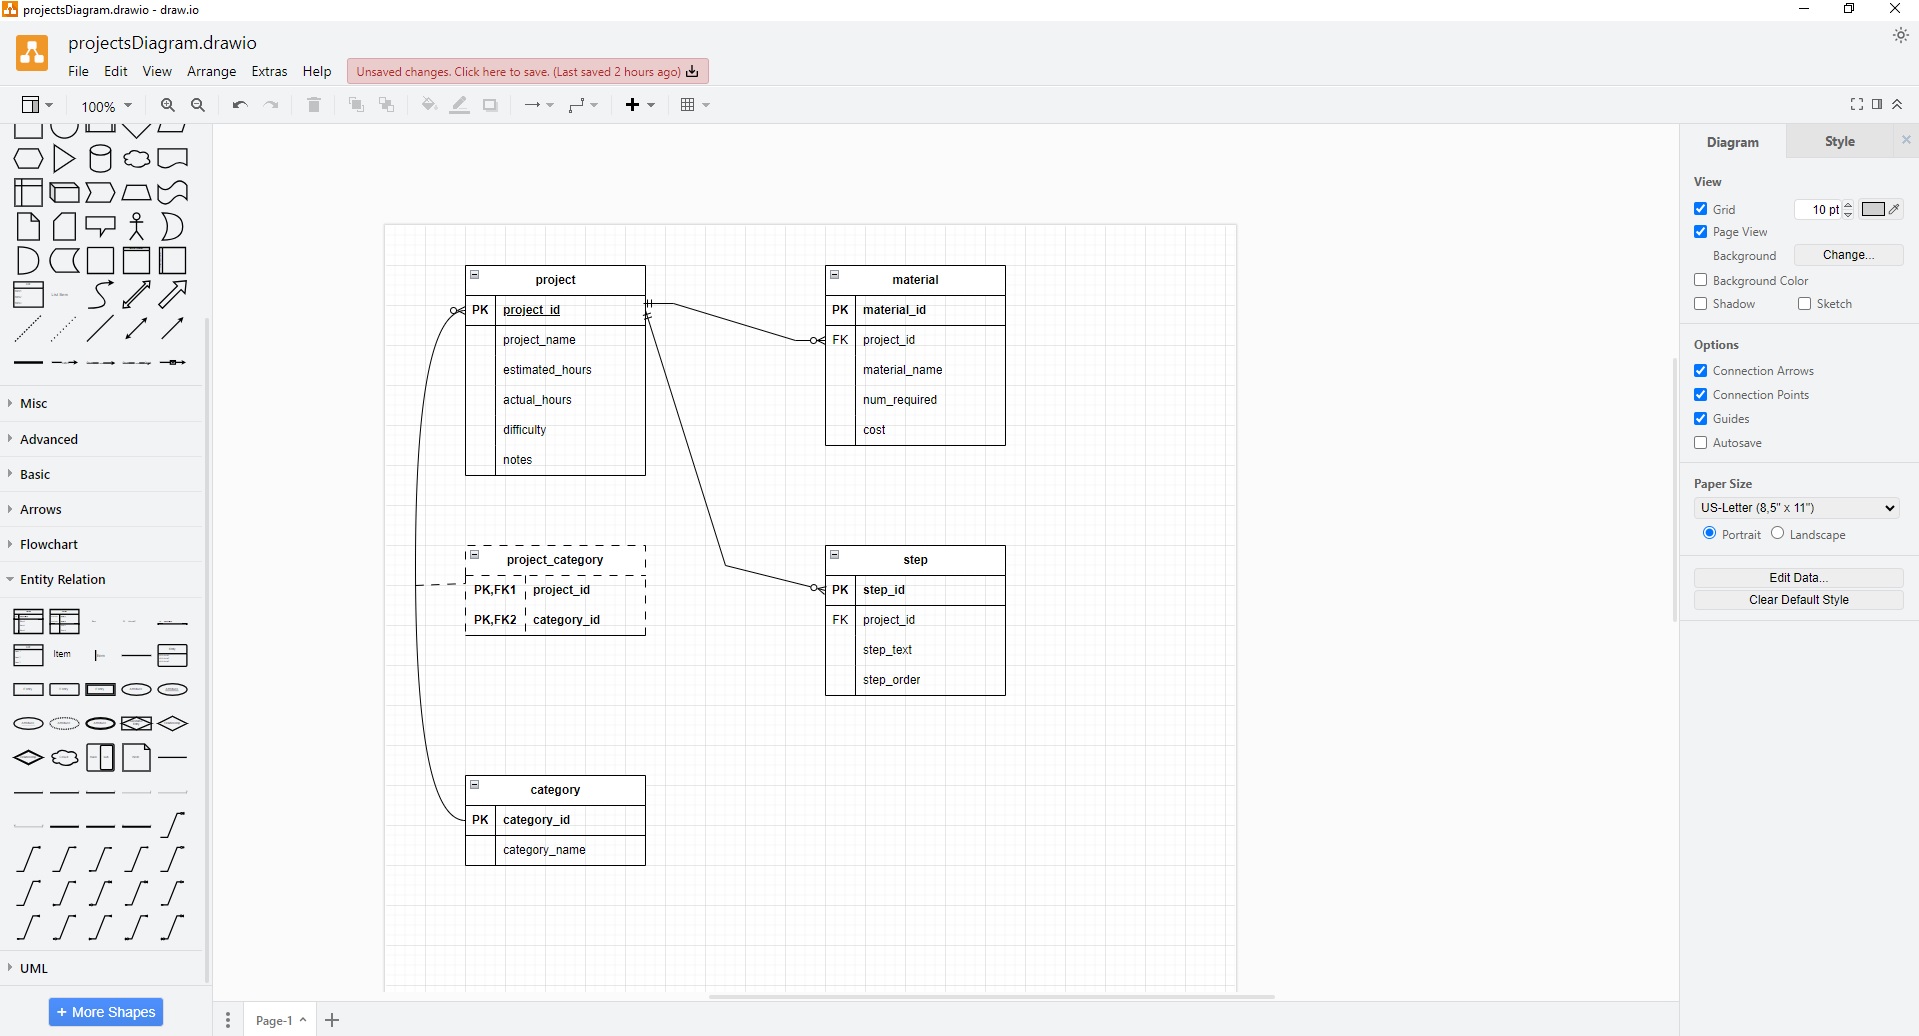 projectsDiagram.drawio - draw.io
projectsDiagram.drawio
File Edit View Arrange Extras Help
Unsaved changes. Click here to save. (Last saved 2 hours ago)
100%
Misc
Advanced
Basic
Arrows
Flowchart
Entity Relation
Item
UML
+ More Shapes
project
PK project_id
project_name
estimated_hours
actual_hours
difficulty
notes
material
PK material_id
FK project_id
material_name
num_required
cost
project_category
PK,FK1 project_id
PK,FK2 category_id
step
PK step_id
FK project_id
step_text
step_order
category
PK category_id
category_name
Page-1
Diagram Style
View
Grid 10 pt
Page View
Background Change...
Background Color
Shadow Sketch
Options
Connection Arrows
Connection Points
Guides
Autosave
Paper Size
US-Letter (8,5" x 11")
Portrait Landscape
Edit Data...
Clear Default Style